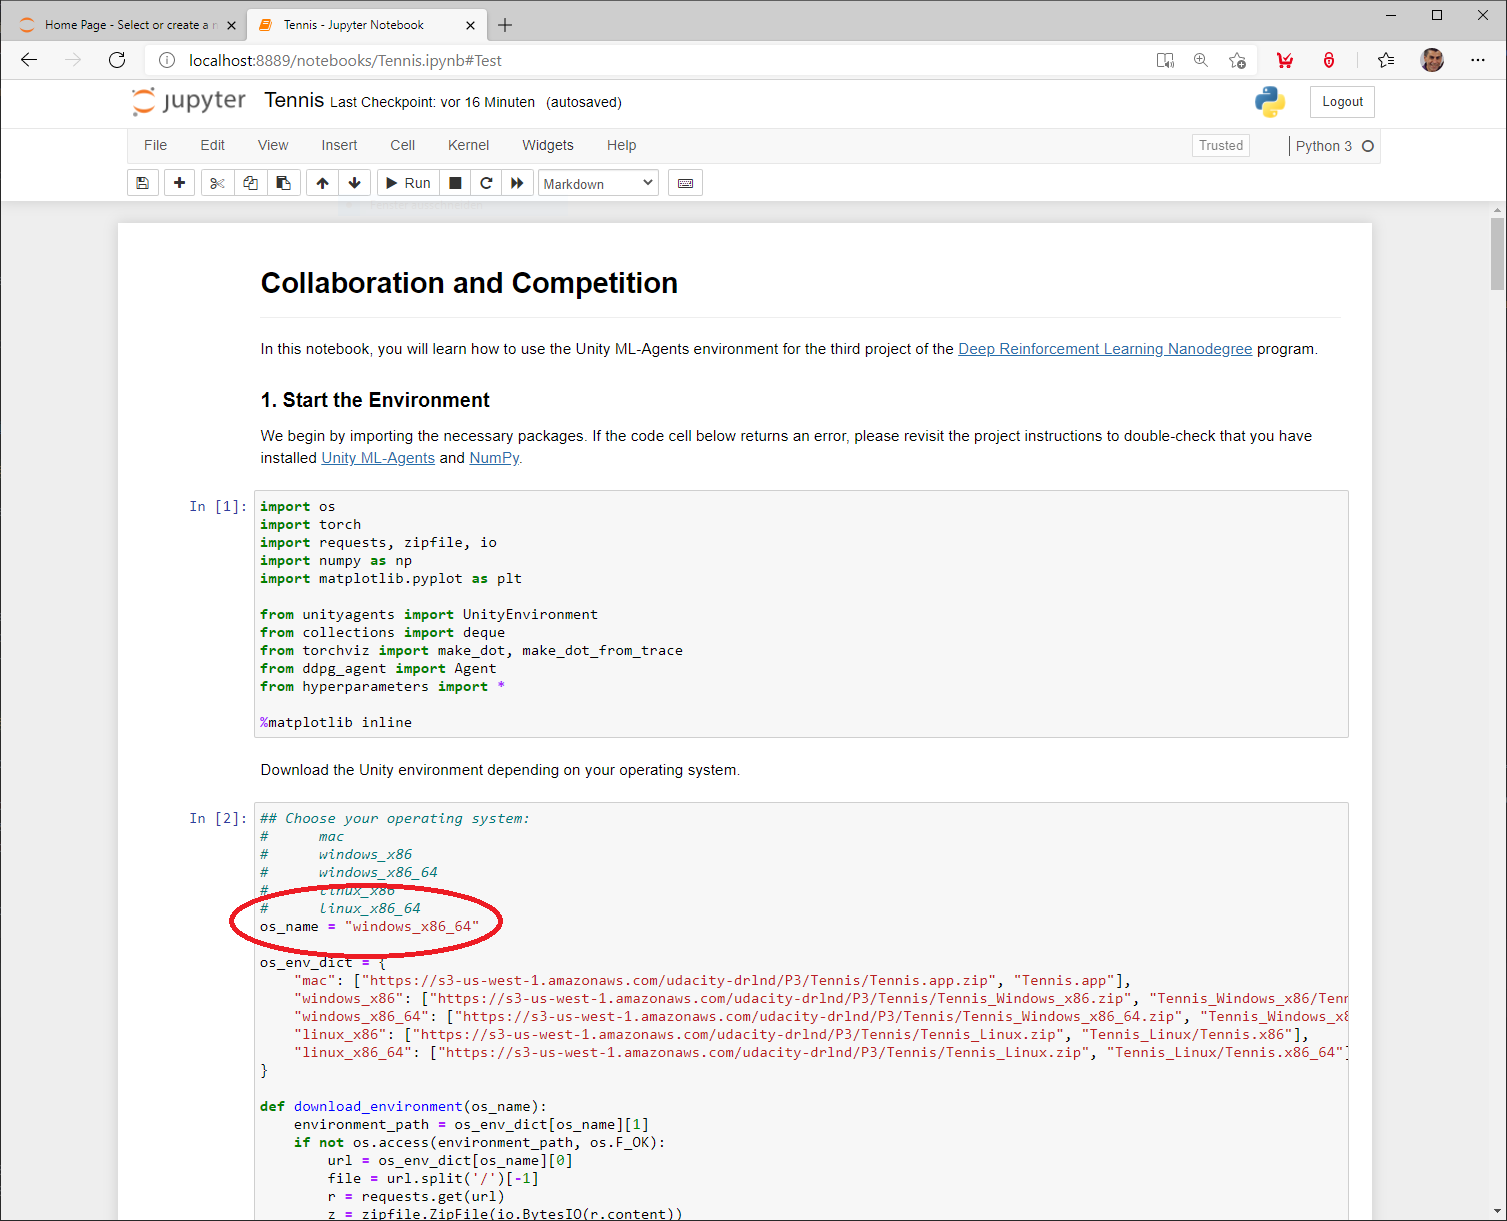 Home Page - Select or create a n
Tennis - Jupyter Notebook
localhost:8889/notebooks/Tennis.ipynb#Test
jupyter Tennis Last Checkpoint: vor 16 Minuten (autosaved)
Logout
File Edit View Insert Cell Kernel Widgets Help
Trusted
Python 3
Run
Markdown
Collaboration and Competition
In this notebook, you will learn how to use the Unity ML-Agents environment for the third project of the Deep Reinforcement Learning Nanodegree program.
1. Start the Environment
We begin by importing the necessary packages. If the code cell below returns an error, please revisit the project instructions to double-check that you have
installed Unity ML-Agents and NumPy.
In [1]:
import os
import torch
import requests, zipfile, io
import numpy as np
import matplotlib.pyplot as plt
from unityagents import UnityEnvironment
from collections import deque
from torchviz import make_dot, make_dot_from_trace
from ddpg_agent import Agent
from hyperparameters import *
%matplotlib inline
Download the Unity environment depending on your operating system.
In [2]:
## Choose your operating system:
#      mac
#      windows_x86
#      windows_x86_64
#      linux_x86
#      linux_x86_64
os_name = "windows_x86_64"
os_env_dict = {
    "mac": ["https://s3-us-west-1.amazonaws.com/udacity-drlnd/P3/Tennis/Tennis.app.zip", "Tennis.app"],
    "windows_x86": ["https://s3-us-west-1.amazonaws.com/udacity-drlnd/P3/Tennis/Tennis_Windows_x86.zip", "Tennis_Windows_x86/Tenn
    "windows_x86_64": ["https://s3-us-west-1.amazonaws.com/udacity-drlnd/P3/Tennis/Tennis_Windows_x86_64.zip", "Tennis_Windows_x8
    "linux_x86": ["https://s3-us-west-1.amazonaws.com/udacity-drlnd/P3/Tennis/Tennis_Linux.zip", "Tennis_Linux/Tennis.x86"],
    "linux_x86_64": ["https://s3-us-west-1.amazonaws.com/udacity-drlnd/P3/Tennis/Tennis_Linux.zip", "Tennis_Linux/Tennis.x86_64"]
}
def download_environment(os_name):
    environment_path = os_env_dict[os_name][1]
    if not os.access(environment_path, os.F_OK):
        url = os_env_dict[os_name][0]
        file = url.split('/')[-1]
        r = requests.get(url)
        z = zipfile.ZipFile(io.BytesIO(r.content))